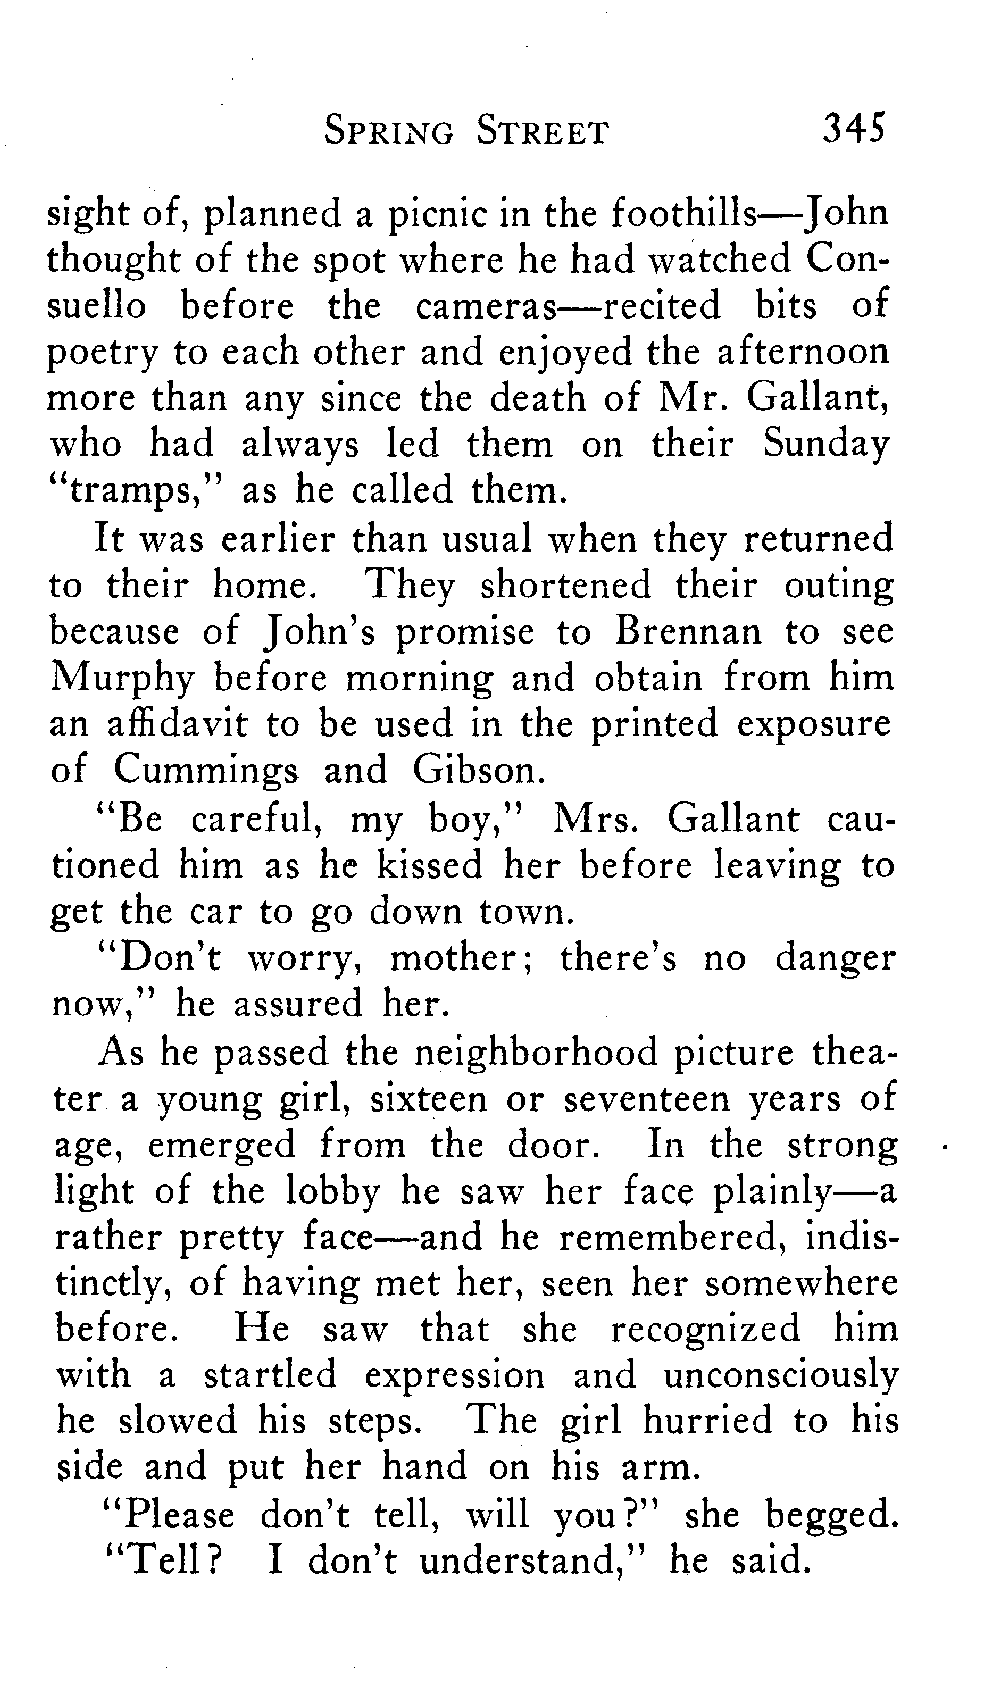 SPRING STREET 345
sight of, planned a picnic in the foothills—John
thought of the spot where he had watched Con-
suello before the cameras—recited bits of
poetry to each other and enjoyed the afternoon
more than any since the death of Mr. Gallant,
who had always led them on their Sunday
“tramps,” as he called them.
It was earlier than usual when they returned
to their home. They shortened their outing
because of John's promise to Brennan to see
Murphy before morning and obtain from him
an affidavit to be used in the printed exposure
of Cummings and Gibson.
“Be careful, my boy,” Mrs. Gallant cau-
tioned him as he kissed her before leaving to
get the car to go down town.
“Don't worry, mother; there's no danger
now,” he assured her.
As he passed the neighborhood picture thea-
ter a young girl, sixteen or seventeen years of
age, emerged from the door. In the strong
light of the lobby he saw her face plainly—a
rather pretty face—and he remembered, indis-
tinctly, of having met her, seen her somewhere
before. He saw that she recognized him
with a startled expression and unconsciously
he slowed his steps. The girl hurried to his
side and put her hand on his arm.
“Please don't tell, will you?” she begged.
“Tell? I don't understand,” he said.